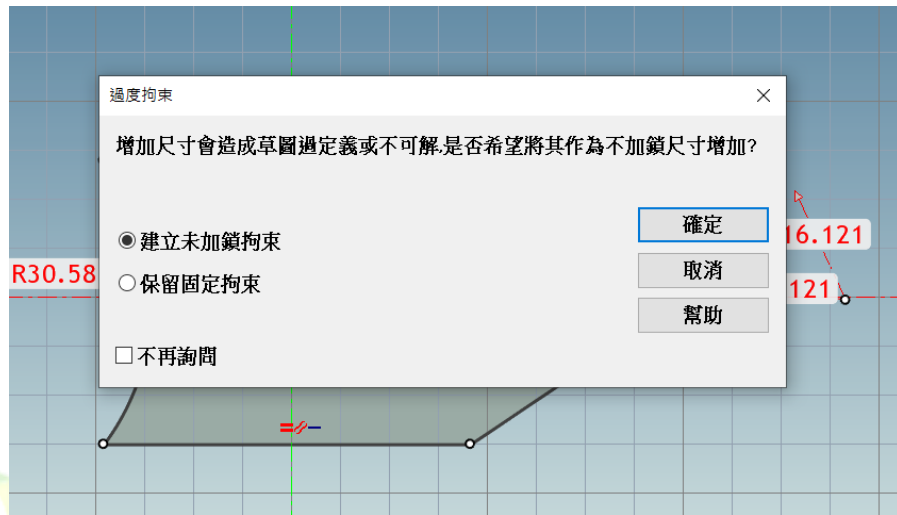 過度拘束
增加尺寸會造成草圖過定義或不可解.是否希望將其作為不加鎖尺寸增加?
建立未加鎖拘束
保留固定拘束
不再詢問
確定
取消
幫助
R30.58
16.121
121